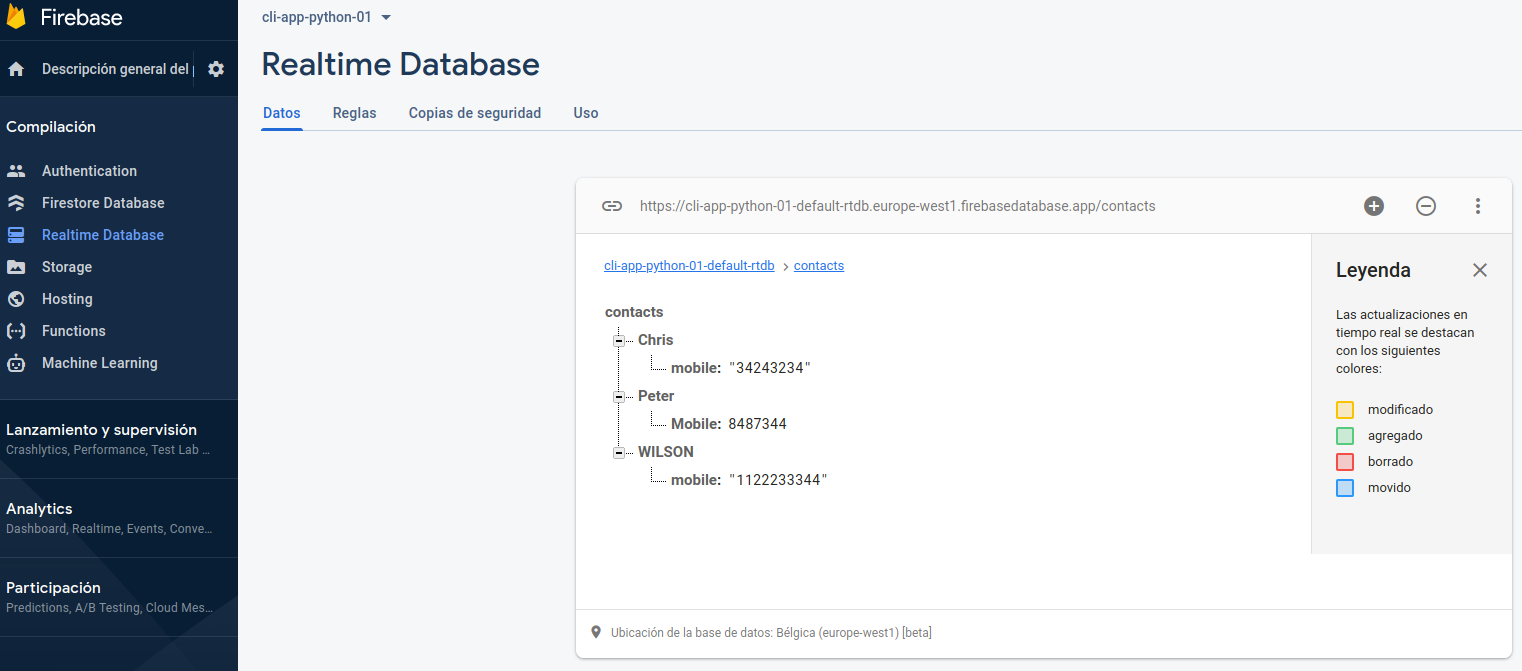 Firebase
cli-app-python-01
Descripción general del p
Realtime Database
Datos Reglas Copias de seguridad Uso
Compilación
Authentication
Firestore Database
Realtime Database
Storage
Hosting
Functions
Machine Learning
Lanzamiento y supervisión
Crashlytics, Performance, Test Lab ...
Analytics
Dashboard, Realtime, Events, Conve...
Participación
Predictions, A/B Testing, Cloud Mes...
https://cli-app-python-01-default-rtdb.europe-west1.firebasedatabase.app/contacts
cli-app-python-01-default-rtdb > contacts
contacts
Chris
mobile: "34243234"
Peter
Mobile: 8487344
WILSON
mobile: "1122233344"
Leyenda
Las actualizaciones en
tiempo real se destacan
con los siguientes
colores:
modificado
agregado
borrado
movido
Ubicación de la base de datos: Bélgica (europe-west1) [beta]